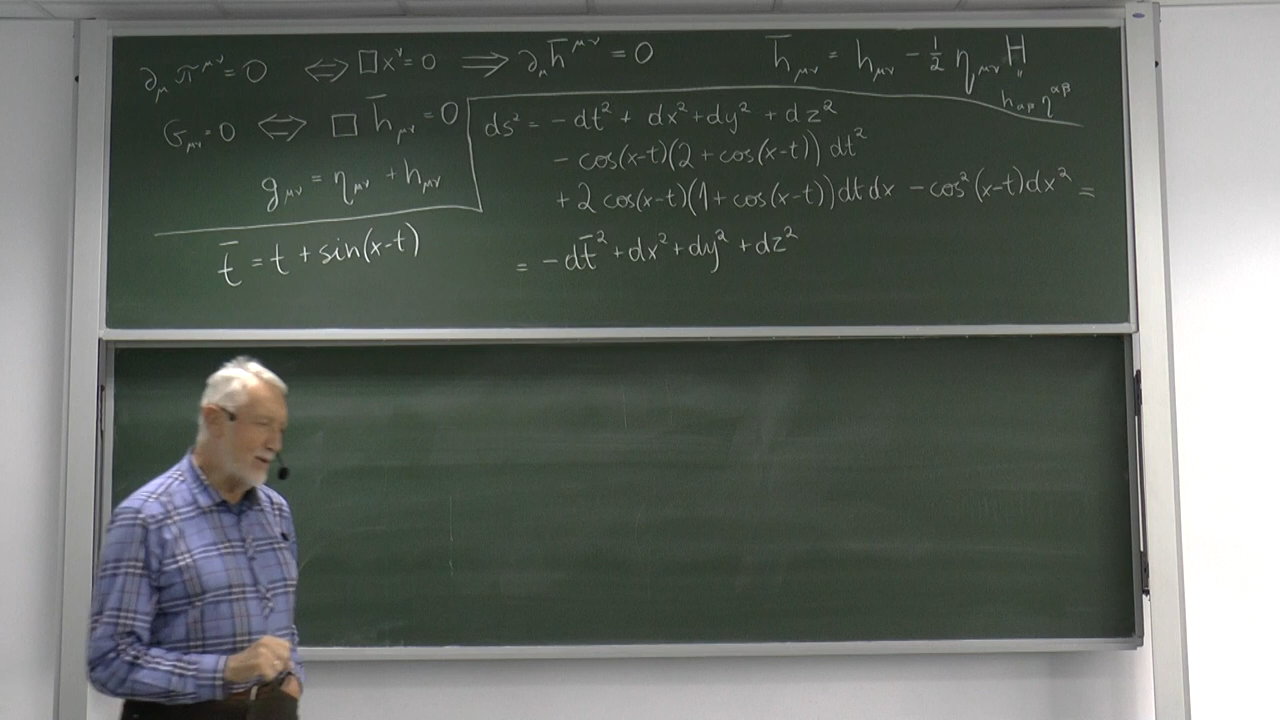 ∂_μ π^{μν} = 0 ⇔ □x^ν = 0 ⇒ ∂_μ h̄^{μν} = 0    h̄_{μν} = h_{μν} - 1/2 η_{μν} H
h_{αβ} η^{αβ}
G_{μν} = 0 ⇔ □ h̄_{μν} = 0
g_{μν} = η_{μν} + h_{μν}
ds² = -dt² + dx² + dy² + dz²
- cos(x-t)(2 + cos(x-t)) dt²
+ 2 cos(x-t)(1 + cos(x-t)) dt dx - cos²(x-t) dx² =
t̄ = t + sin(x-t)
= - dt̄² + dx² + dy² + dz²